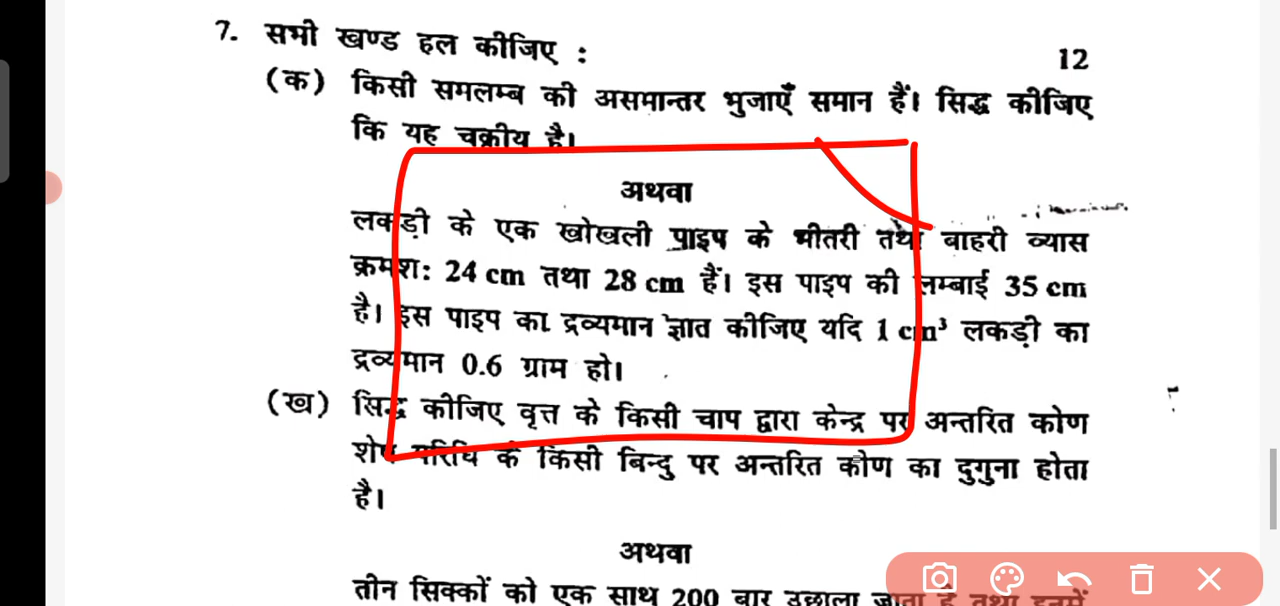 7. सभी खण्ड हल कीजिए : 12
(क) किसी समलम्ब की असमान्तर भुजाएँ समान हैं। सिद्ध कीजिए
कि यह चक्रीय है।
अथवा
लकड़ी के एक खोखली पाइप के भीतरी तथा बाहरी व्यास
क्रमश: 24 cm तथा 28 cm हैं। इस पाइप की लम्बाई 35 cm
है। इस पाइप का द्रव्यमान ज्ञात कीजिए यदि 1 cm³ लकड़ी का
द्रव्यमान 0.6 ग्राम हो।
(ख) सिद्ध कीजिए वृत्त के किसी चाप द्वारा केन्द्र पर अन्तरित कोण
शेष परिधि के किसी बिन्दु पर अन्तरित कोण का दुगुना होता
है।
अथवा
तीन सिक्कों को एक साथ 200 बार उछाला जाता है तथा इनमें